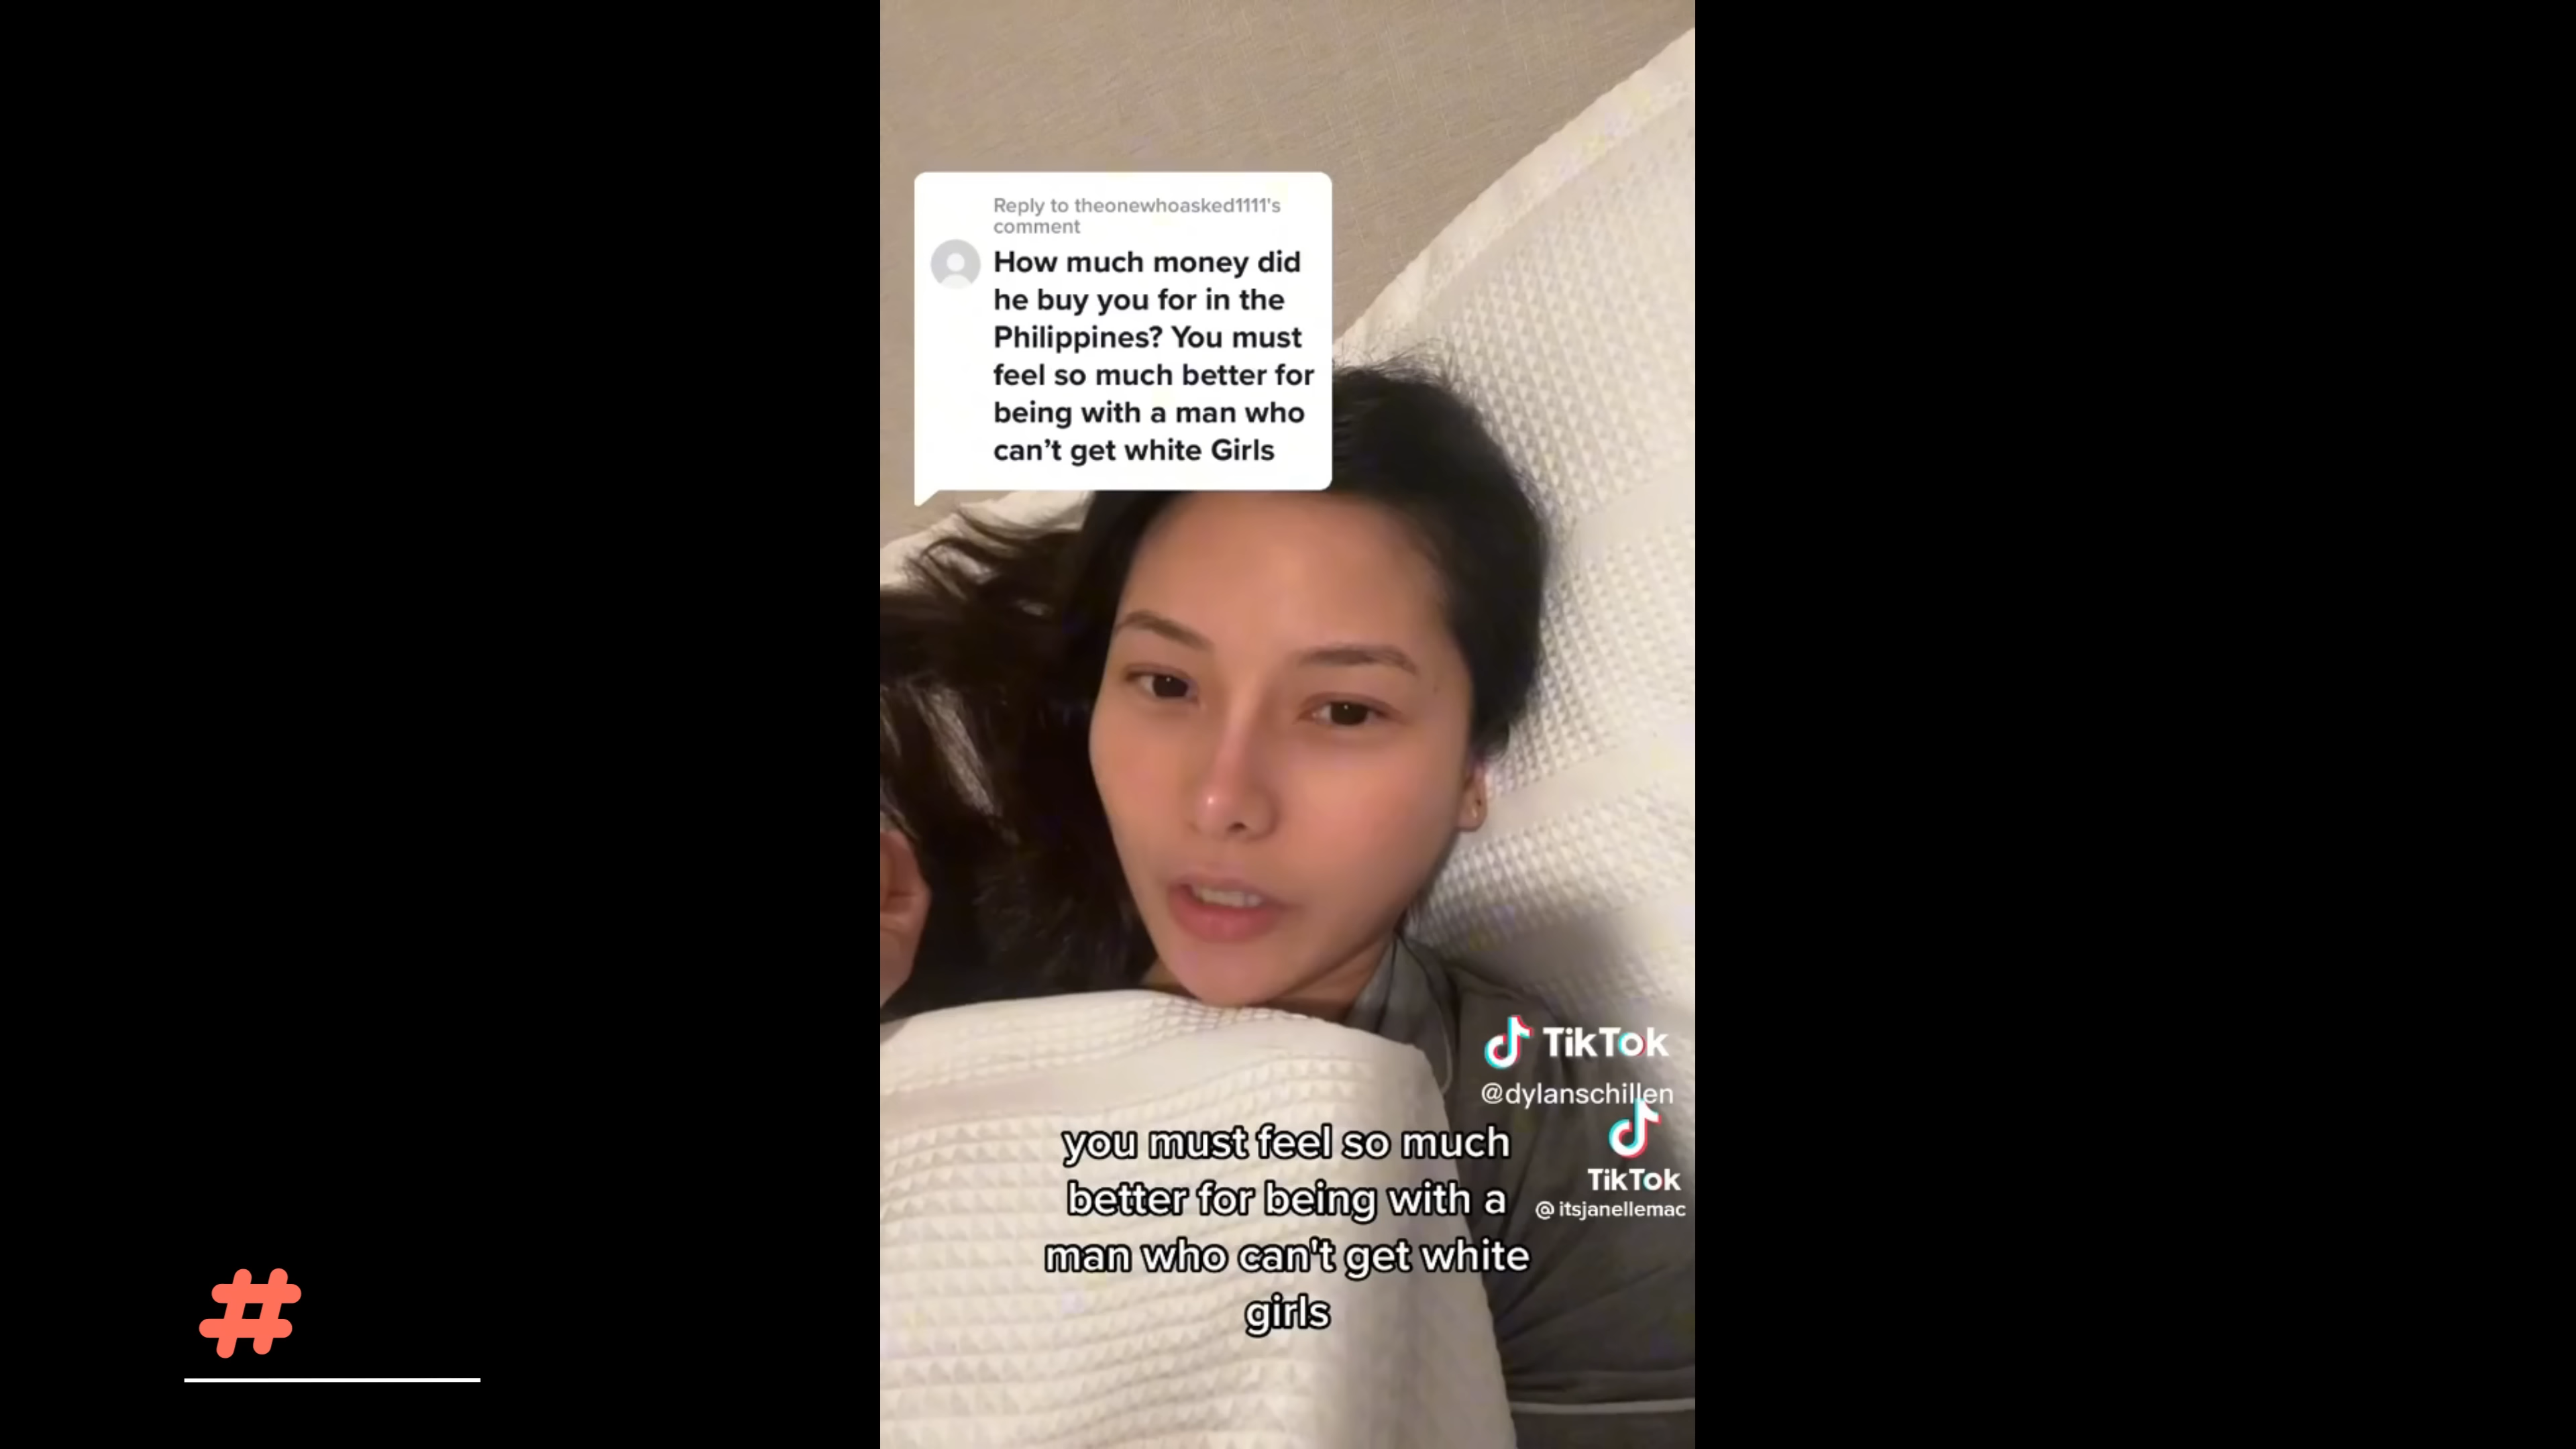 Reply to theonewhoasked1111's
comment
How much money did
he buy you for in the
Philippines? You must
feel so much better for
being with a man who
can’t get white Girls
TikTok
@dylanschillen
you must feel so much
better for being with a
man who can't get white
girls
TikTok
@itsjanellemac
#